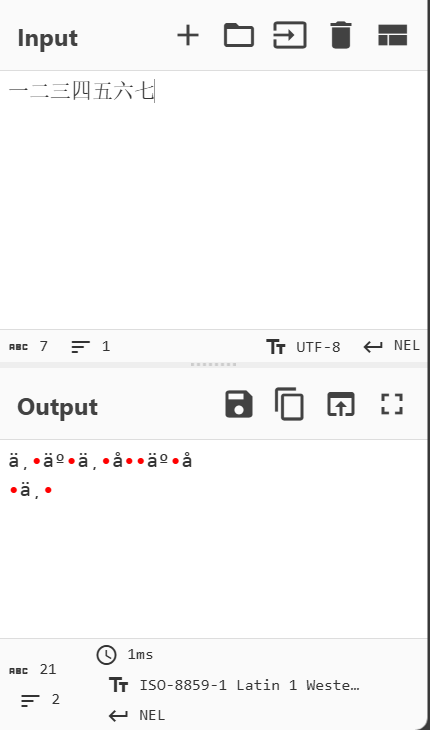 Input
一二三四五六七
ABC 7 1 UTF-8 NEL
Output
ä¸•äº•ä¸•å••äº•å
•ä¸•
ABC 21 1ms
2 ISO-8859-1 Latin 1 Weste…
NEL